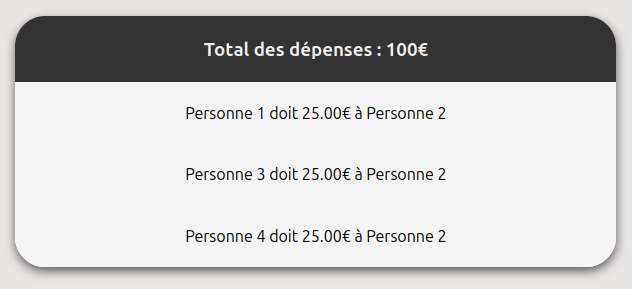 Total des dépenses : 100€
Personne 1 doit 25.00€ à Personne 2
Personne 3 doit 25.00€ à Personne 2
Personne 4 doit 25.00€ à Personne 2